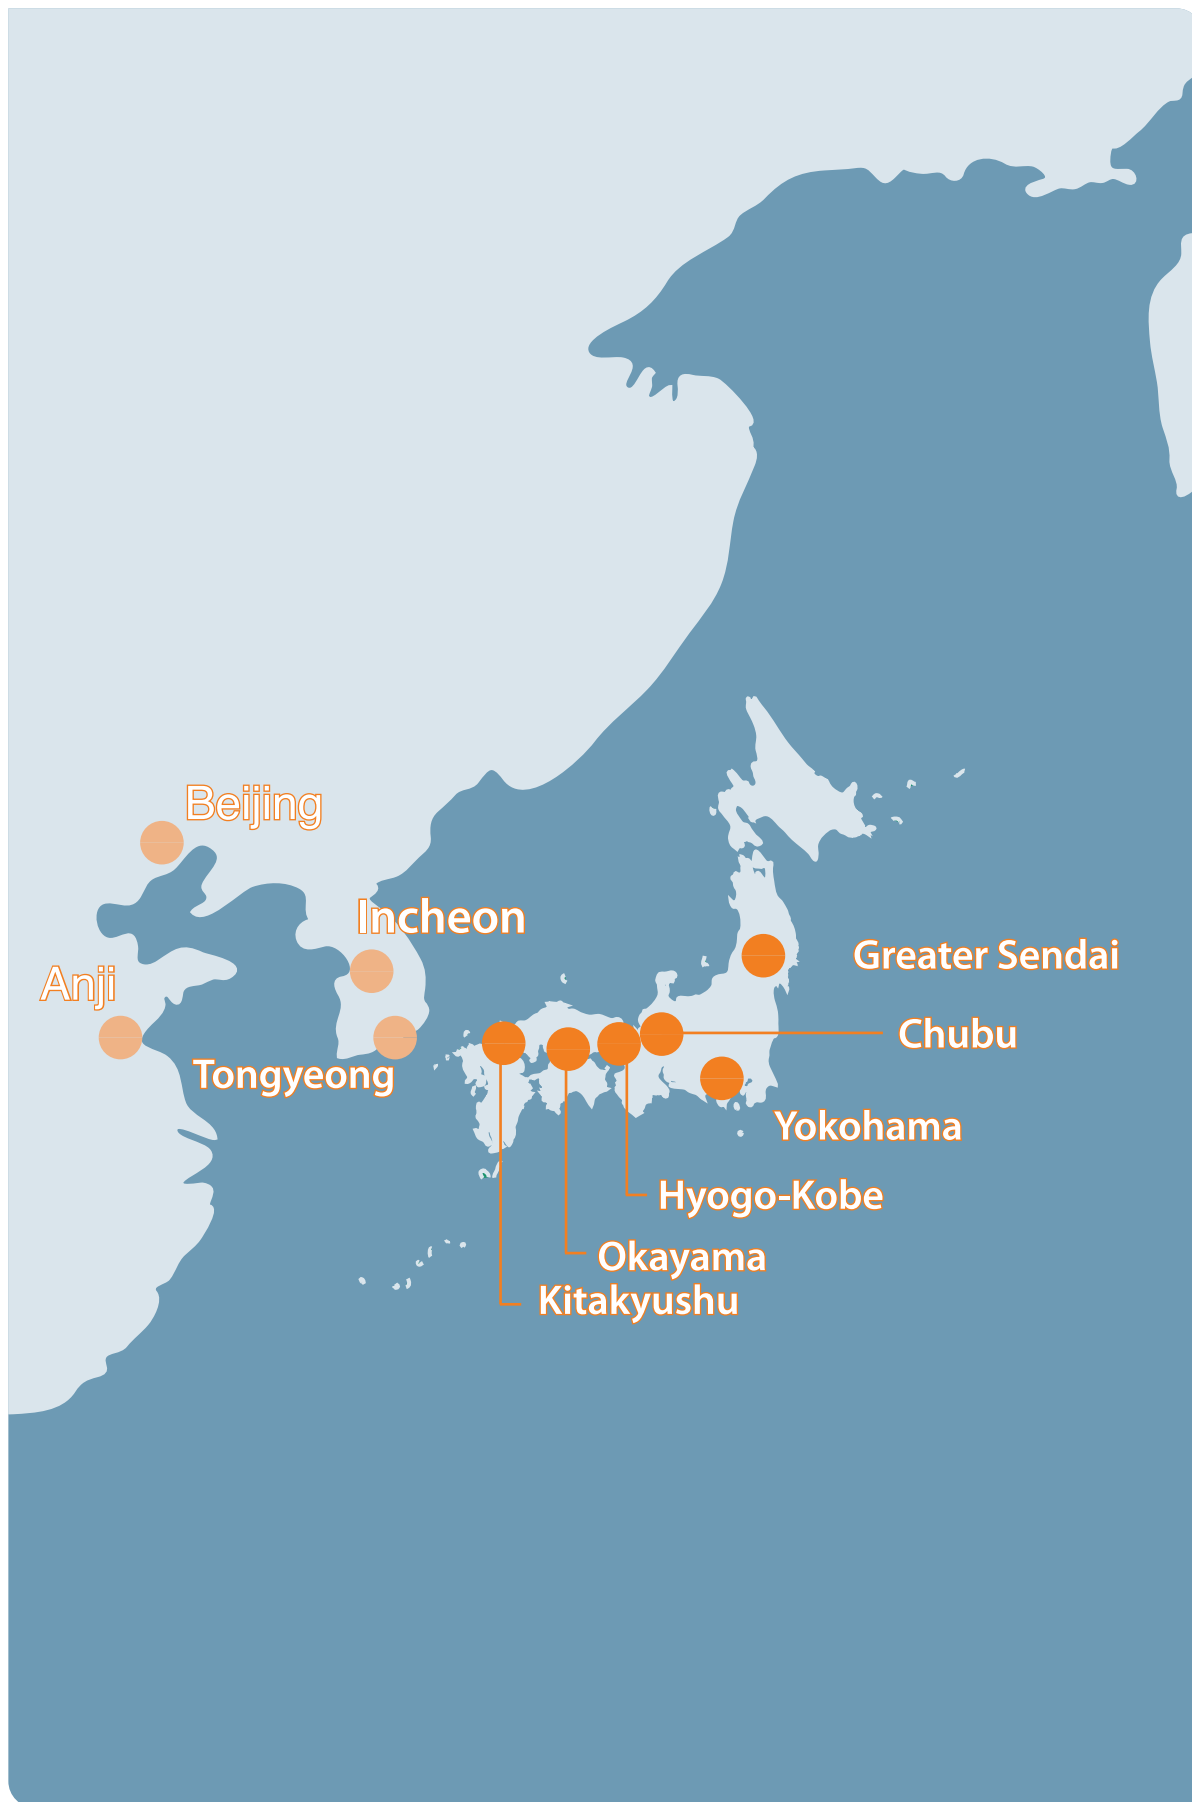 Beijing
Incheon
Greater Sendai
Anji
Chubu
Tongyeong
Yokohama
Hyogo-Kobe
Okayama
Kitakyushu